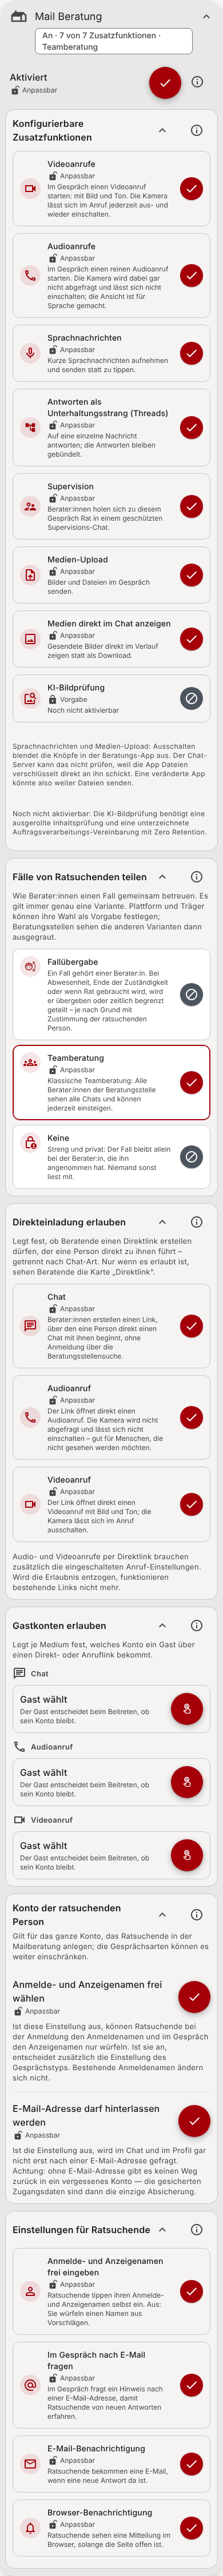 Mail Beratung
An · 7 von 7 Zusatzfunktionen ·
Teamberatung
Aktiviert
Anpassbar
Konfigurierbare
Zusatzfunktionen
Videoanrufe
Anpassbar
Im Gespräch einen Videoanruf
starten: mit Bild und Ton. Die Kamera
lässt sich im Anruf jederzeit aus- und
wieder einschalten.
Audioanrufe
Anpassbar
Im Gespräch einen reinen Audioanruf
starten. Die Kamera wird dabei gar
nicht abgefragt und lässt sich nicht
einschalten; die Ansicht ist für
Sprache gemacht.
Sprachnachrichten
Anpassbar
Kurze Sprachnachrichten aufnehmen
und senden statt zu tippen.
Antworten als
Unterhaltungsstrang (Threads)
Anpassbar
Auf eine einzelne Nachricht
antworten; die Antworten bleiben
gebündelt.
Supervision
Anpassbar
Berater:innen holen sich zu diesem
Gespräch Rat in einem geschützten
Supervisions-Chat.
Medien-Upload
Anpassbar
Bilder und Dateien im Gespräch
senden.
Medien direkt im Chat anzeigen
Anpassbar
Gesendete Bilder direkt im Verlauf
zeigen statt als Download.
KI-Bildprüfung
Vorgabe
Noch nicht aktivierbar
Sprachnachrichten und Medien-Upload: Ausschalten
blendet die Knöpfe in der Beratungs-App aus. Der Chat-
Server kann das nicht prüfen, weil die App Dateien
verschlüsselt direkt an ihn schickt. Eine veränderte App
könnte also weiter Dateien senden.
Noch nicht aktivierbar: Die KI-Bildprüfung benötigt eine
ausgerollte Inhaltsprüfung und eine unterzeichnete
Auftragsverarbeitungs-Vereinbarung mit Zero Retention.
Fälle von Ratsuchenden teilen
Wie Berater:innen einen Fall gemeinsam betreuen. Es
gilt immer genau eine Variante. Plattform und Träger
können ihre Wahl als Vorgabe festlegen;
Beratungsstellen sehen die anderen Varianten dann
ausgegraut.
Fallübergabe
Ein Fall gehört einer Berater:in. Bei
Abwesenheit, Ende der Zuständigkeit
oder wenn Rat gebraucht wird, wird
er übergeben oder zeitlich begrenzt
geteilt – je nach Grund mit
Zustimmung der ratsuchenden
Person.
Teamberatung
Anpassbar
Klassische Teamberatung: Alle
Berater:innen der Beratungsstelle
sehen alle Chats und können
jederzeit einsteigen.
Keine
Streng und privat: Der Fall bleibt allein
bei der Berater:in, die ihn
angenommen hat. Niemand sonst
liest mit.
Direkteinladung erlauben
Legt fest, ob Beratende einen Direktlink erstellen
dürfen, der eine Person direkt zu ihnen führt –
getrennt nach Chat-Art. Nur wenn es erlaubt ist,
sehen Beratende die Karte „Direktlink“.
Chat
Anpassbar
Berater:innen erstellen einen Link,
über den eine Person direkt einen
Chat mit ihnen beginnt, ohne
Anmeldung über die
Beratungsstellensuche.
Audioanruf
Anpassbar
Der Link öffnet direkt einen
Audioanruf. Die Kamera wird nicht
abgefragt und lässt sich nicht
einschalten – gut für Menschen, die
nicht gesehen werden möchten.
Videoanruf
Anpassbar
Der Link öffnet direkt einen
Videoanruf mit Bild und Ton; die
Kamera lässt sich im Anruf
ausschalten.
Audio- und Videoanrufe per Direktlink brauchen
zusätzlich die eingeschalteten Anruf-Einstellungen.
Wird die Erlaubnis entzogen, funktionieren
bestehende Links nicht mehr.
Gastkonten erlauben
Legt je Medium fest, welches Konto ein Gast über
einen Direkt- oder Anruflink bekommt.
Chat
Gast wählt
Der Gast entscheidet beim Beitreten, ob
sein Konto bleibt.
Audioanruf
Gast wählt
Der Gast entscheidet beim Beitreten, ob
sein Konto bleibt.
Videoanruf
Gast wählt
Der Gast entscheidet beim Beitreten, ob
sein Konto bleibt.
Konto der ratsuchenden
Person
Gilt für das ganze Konto, das Ratsuchende in der
Mailberatung anlegen; die Gesprächsarten können es
weiter einschränken.
Anmelde- und Anzeigenamen frei
wählen
Anpassbar
Ist diese Einstellung aus, können Ratsuchende bei
der Anmeldung den Anmeldenamen und im Gespräch
den Anzeigenamen nur würfeln. Ist sie an,
entscheidet zusätzlich die Einstellung des
Gesprächstyps. Bestehende Anmeldenamen ändern
sich nicht.
E-Mail-Adresse darf hinterlassen
werden
Anpassbar
Ist die Einstellung aus, wird im Chat und im Profil gar
nicht erst nach einer E-Mail-Adresse gefragt.
Achtung: ohne E-Mail-Adresse gibt es keinen Weg
zurück in ein vergessenes Konto — die gesicherten
Zugangsdaten sind dann die einzige Absicherung.
Einstellungen für Ratsuchende
Anmelde- und Anzeigenamen
frei eingeben
Anpassbar
Ratsuchende tippen ihren Anmelde-
und Anzeigenamen selbst ein. Aus:
Sie würfeln einen Namen aus
Vorschlägen.
Im Gespräch nach E-Mail
fragen
Anpassbar
Im Gespräch fragt ein Hinweis nach
einer E-Mail-Adresse, damit
Ratsuchende von neuen Antworten
erfahren.
E-Mail-Benachrichtigung
Anpassbar
Ratsuchende bekommen eine E-Mail,
wenn eine neue Antwort da ist.
Browser-Benachrichtigung
Anpassbar
Ratsuchende sehen eine Mitteilung im
Browser, solange die Seite offen ist.